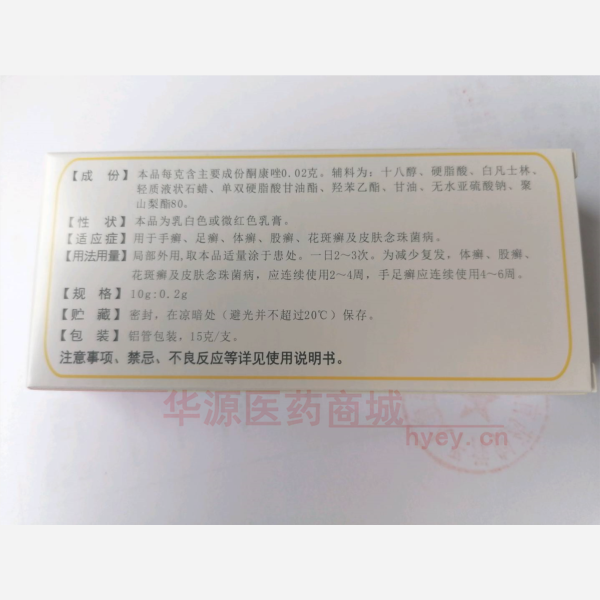 【成 份】本品每克含主要成份酮康唑0.02克。辅料为：十八醇、硬脂酸、白凡士林、
轻质液状石蜡、单双硬脂酸甘油酯、羟苯乙酯、甘油、无水亚硫酸钠、聚
山梨酯80。
【性 状】本品为乳白色或微红色乳膏。
【适应症】用于手癣、足癣、体癣、股癣、花斑癣及皮肤念珠菌病。
【用法用量】局部外用,取本品适量涂于患处。一日2~3次。为减少复发，体癣、股癣、
花斑癣及皮肤念珠菌病，应连续使用2~4周，手足癣应连续使用4~6周。
【规 格】10g:0.2g
【贮 藏】密封，在凉暗处（避光并不超过20℃）保存。
【包 装】铝管包装，15克/支。
注意事项、禁忌、不良反应等详见使用说明书。
华源医药商城
hyey.cn